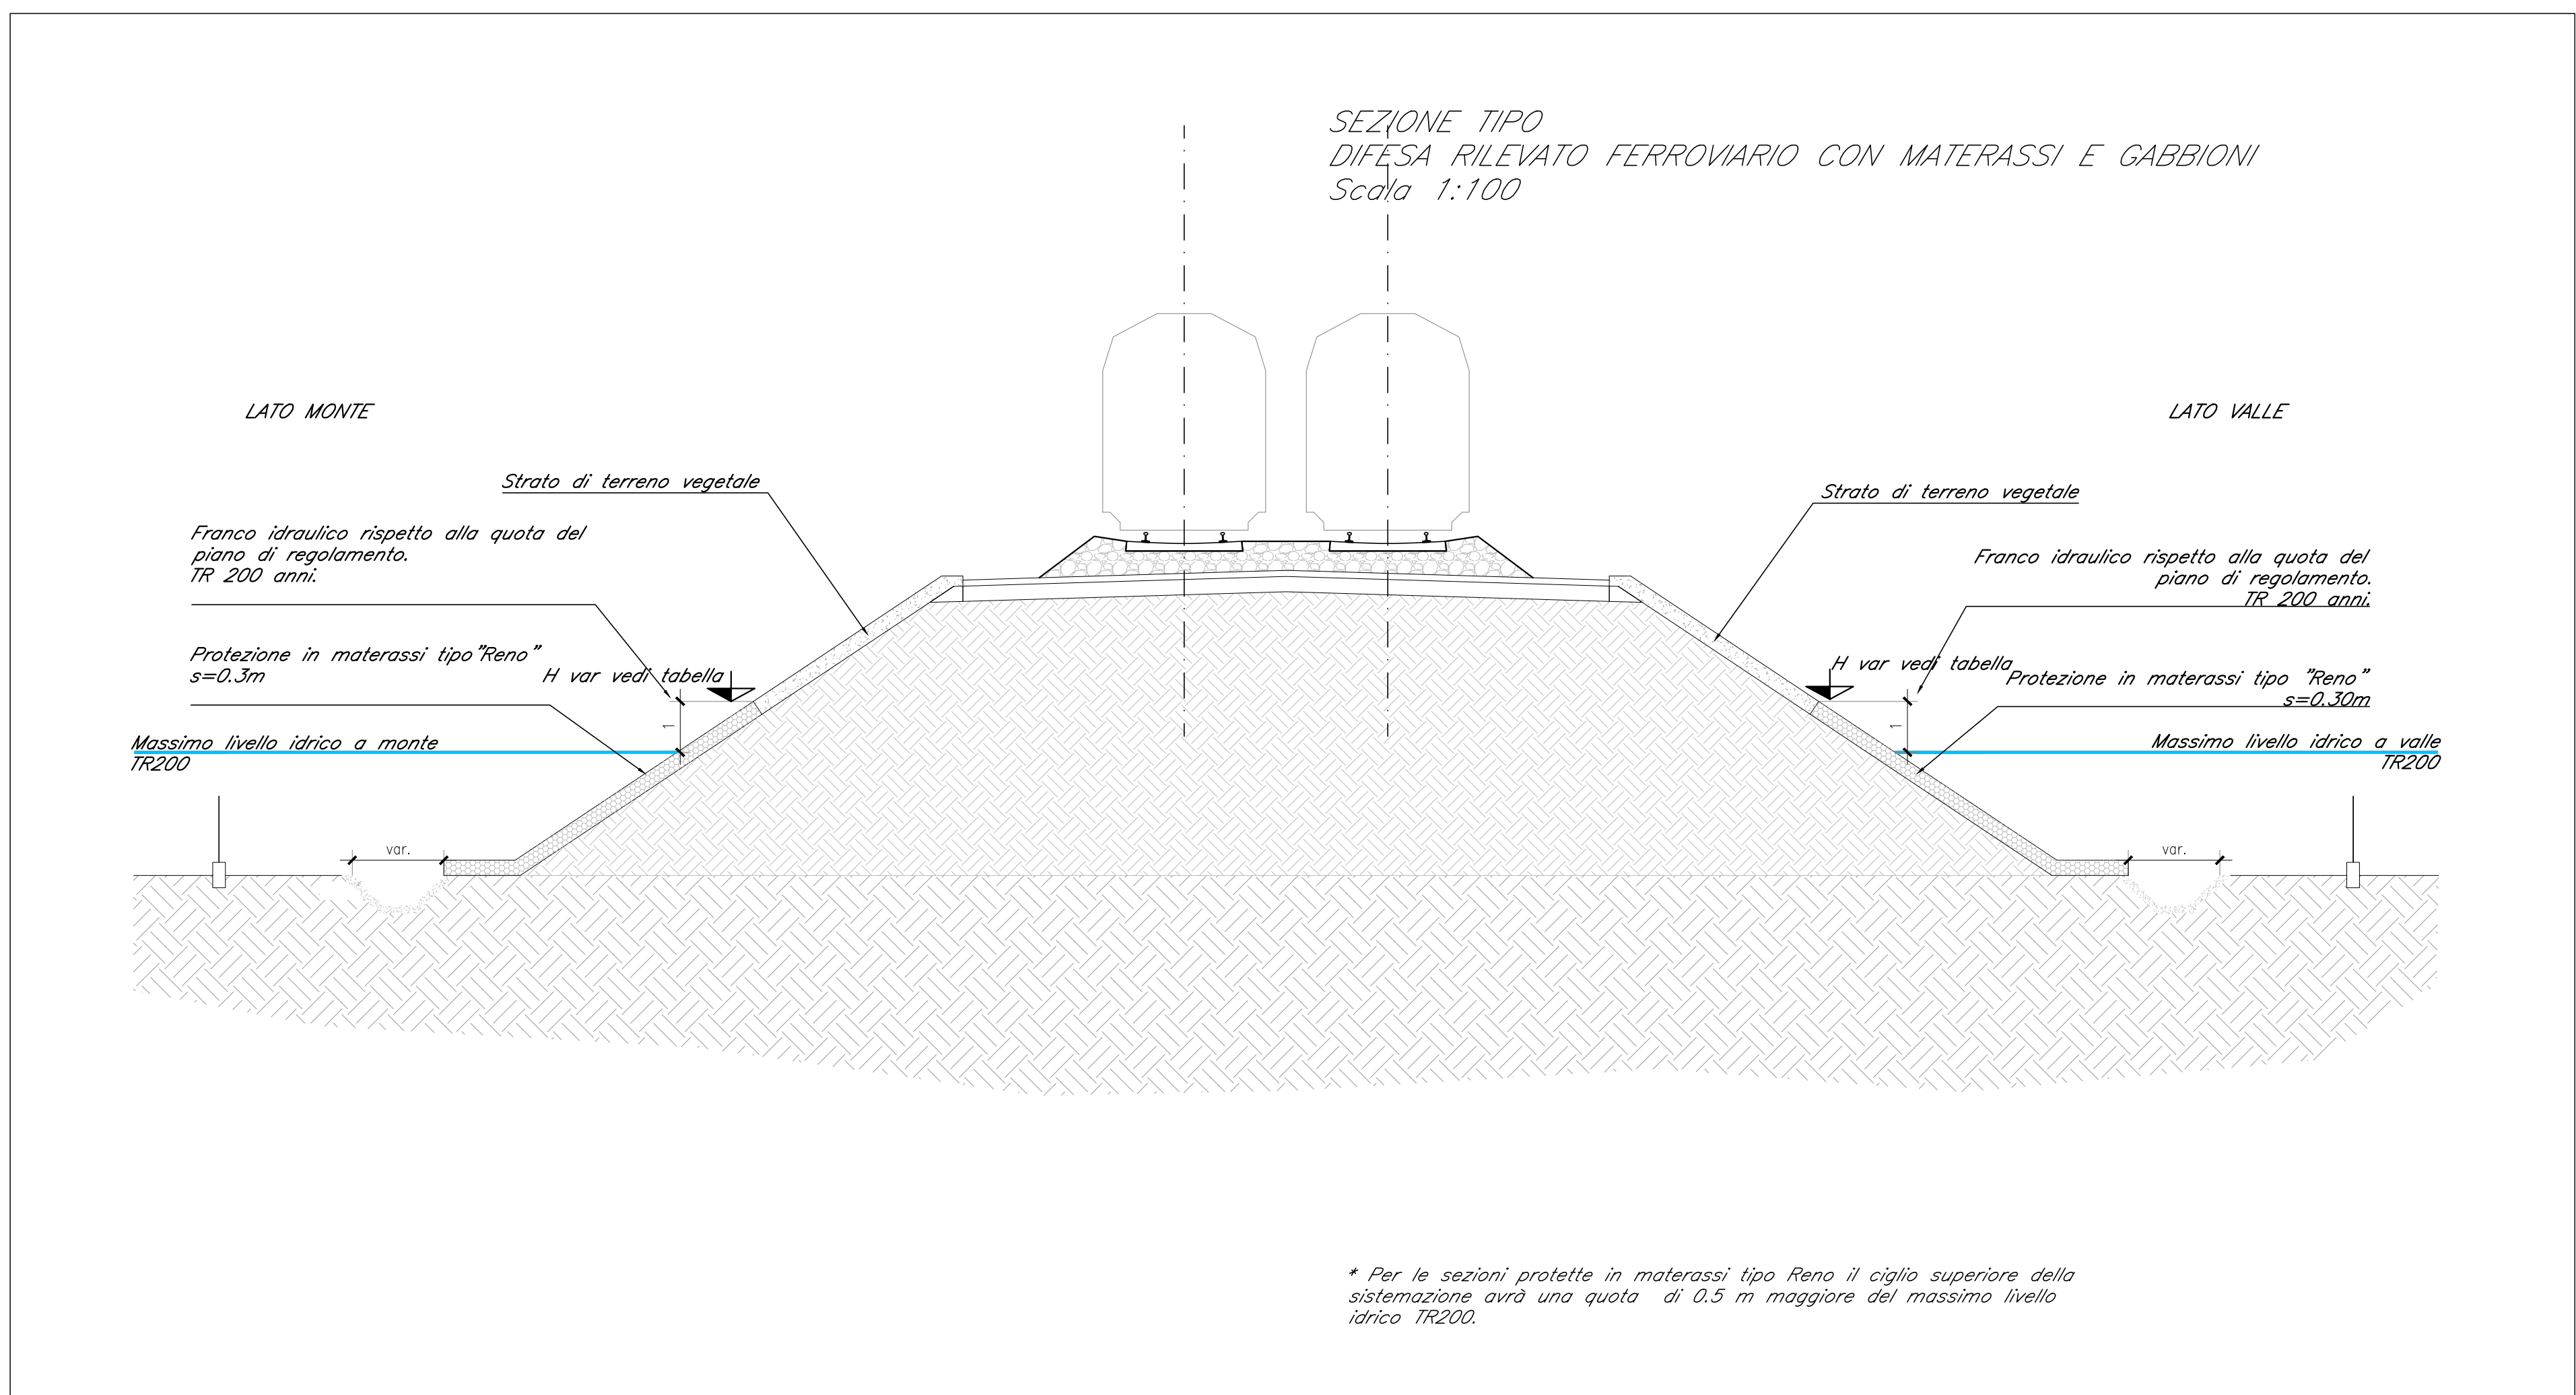 SEZIONE TIPO
DIFESA RILEVATO FERROVIARIO CON MATERASSI E GABBIONI
Scala 1:100
LATO MONTE
LATO VALLE
Strato di terreno vegetale
Strato di terreno vegetale
Franco idraulico rispetto alla quota del
piano di regolamento.
TR 200 anni.
Franco idraulico rispetto alla quota del
piano di regolamento.
TR 200 anni.
Protezione in materassi tipo"Reno"
s=0.3m
H var vedi tabella
H var vedi tabella
Protezione in materassi tipo "Reno"
s=0.30m
1
1
Massimo livello idrico a monte
TR200
Massimo livello idrico a valle
TR200
var.
var.
* Per le sezioni protette in materassi tipo Reno il ciglio superiore della
sistemazione avrà una quota  di 0.5 m maggiore del massimo livello
idrico TR200.